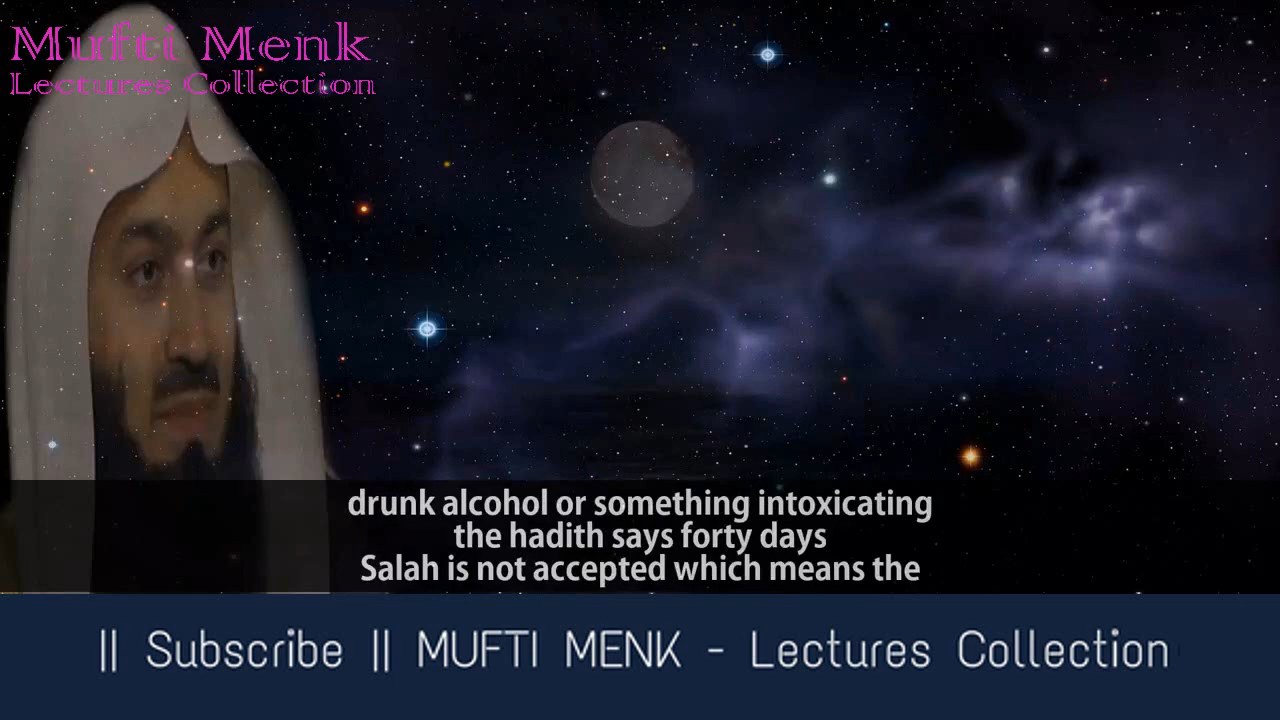 Mufti Menk
Lectures Collection
drunk alcohol or something intoxicating
the hadith says forty days
Salah is not accepted which means the
|| Subscribe || MUFTI MENK - Lectures Collection